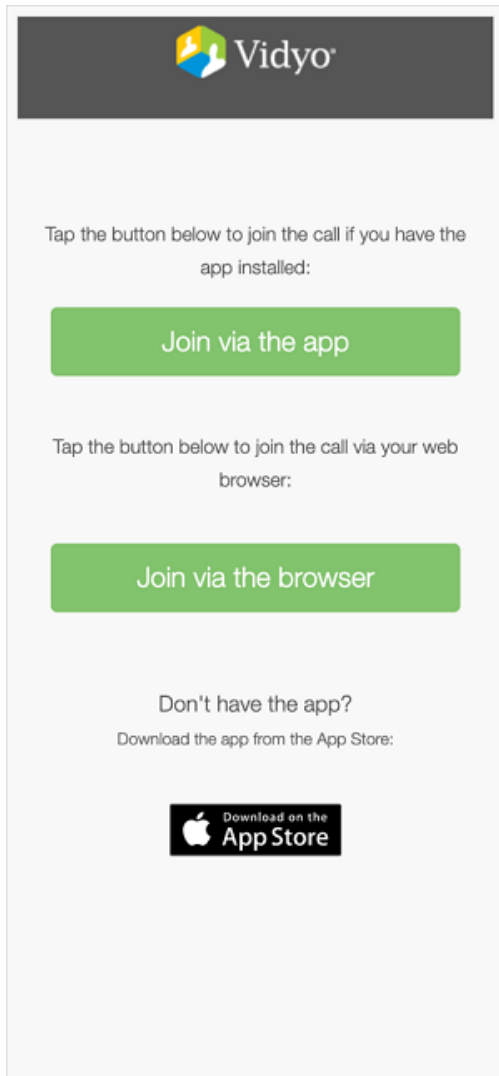 Vidyo®
Tap the button below to join the call if you have the
app installed:
Join via the app
Tap the button below to join the call via your web
browser:
Join via the browser
Don't have the app?
Download the app from the App Store:
Download on the
App Store